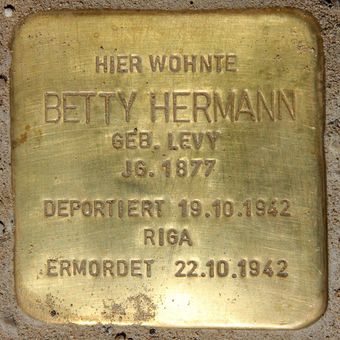 HIER WOHNTE
BETTY HERMANN
GEB. LEVY
JG. 1877
DEPORTIERT 19.10.1942
RIGA
ERMORDET 22.10.1942